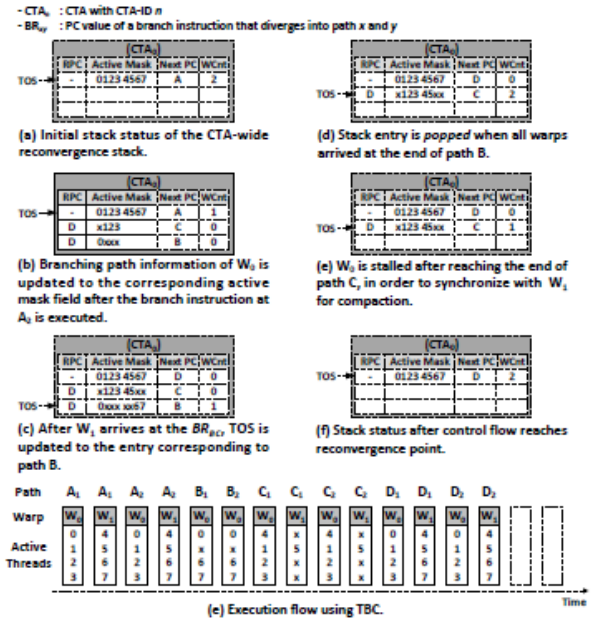 - CTAₙ : CTA with CTA-ID n
- BRxy : PC value of a branch instruction that diverges into path x and y
(CTA₀)
RPC Active Mask Next PC WCnt
TOS - 0123 4567 A 2
(a) Initial stack status of the CTA-wide
reconvergence stack.
(CTA₀)
RPC Active Mask Next PC WCnt
TOS - 0123 4567 A 1
D x123 C 0
D 0xxx B 0
(b) Branching path information of W₀ is
updated to the corresponding active
mask field after the branch instruction at
A₂ is executed.
(CTA₀)
RPC Active Mask Next PC WCnt
- 0123 4567 D 0
D x123 45xx C 0
TOS D 0xxx xx67 B 1
(c) After W₁ arrives at the BRBC, TOS is
updated to the entry corresponding to
path B.
(CTA₀)
RPC Active Mask Next PC WCnt
- 0123 4567 D 0
TOS D x123 45xx C 2
(d) Stack entry is popped when all warps
arrived at the end of path B.
(CTA₀)
RPC Active Mask Next PC WCnt
- 0123 4567 D 0
TOS D x123 45xx C 1
(e) W₀ is stalled after reaching the end of
path C, in order to synchronize with W₁
for compaction.
(CTA₀)
RPC Active Mask Next PC WCnt
TOS - 0123 4567 D 2
(f) Stack status after control flow reaches
reconvergence point.
Path A₁ A₁ A₂ A₂ B₁ B₂ C₁ C₁ C₂ C₂ D₁ D₁ D₂ D₂
Warp W₀ W₁ W₀ W₁ W₀ W₀ W₀ W₁ W₀ W₁ W₀ W₁ W₀ W₁
Active
Threads
0 4 0 4 0 0 4 x 4 x 0 4 0 4
1 5 1 5 x x 1 5 1 5 1 5 1 5
2 6 2 6 6 6 2 x 2 x 2 6 2 6
3 7 3 7 7 7 3 x 3 x 3 7 3 7
Time
(e) Execution flow using TBC.